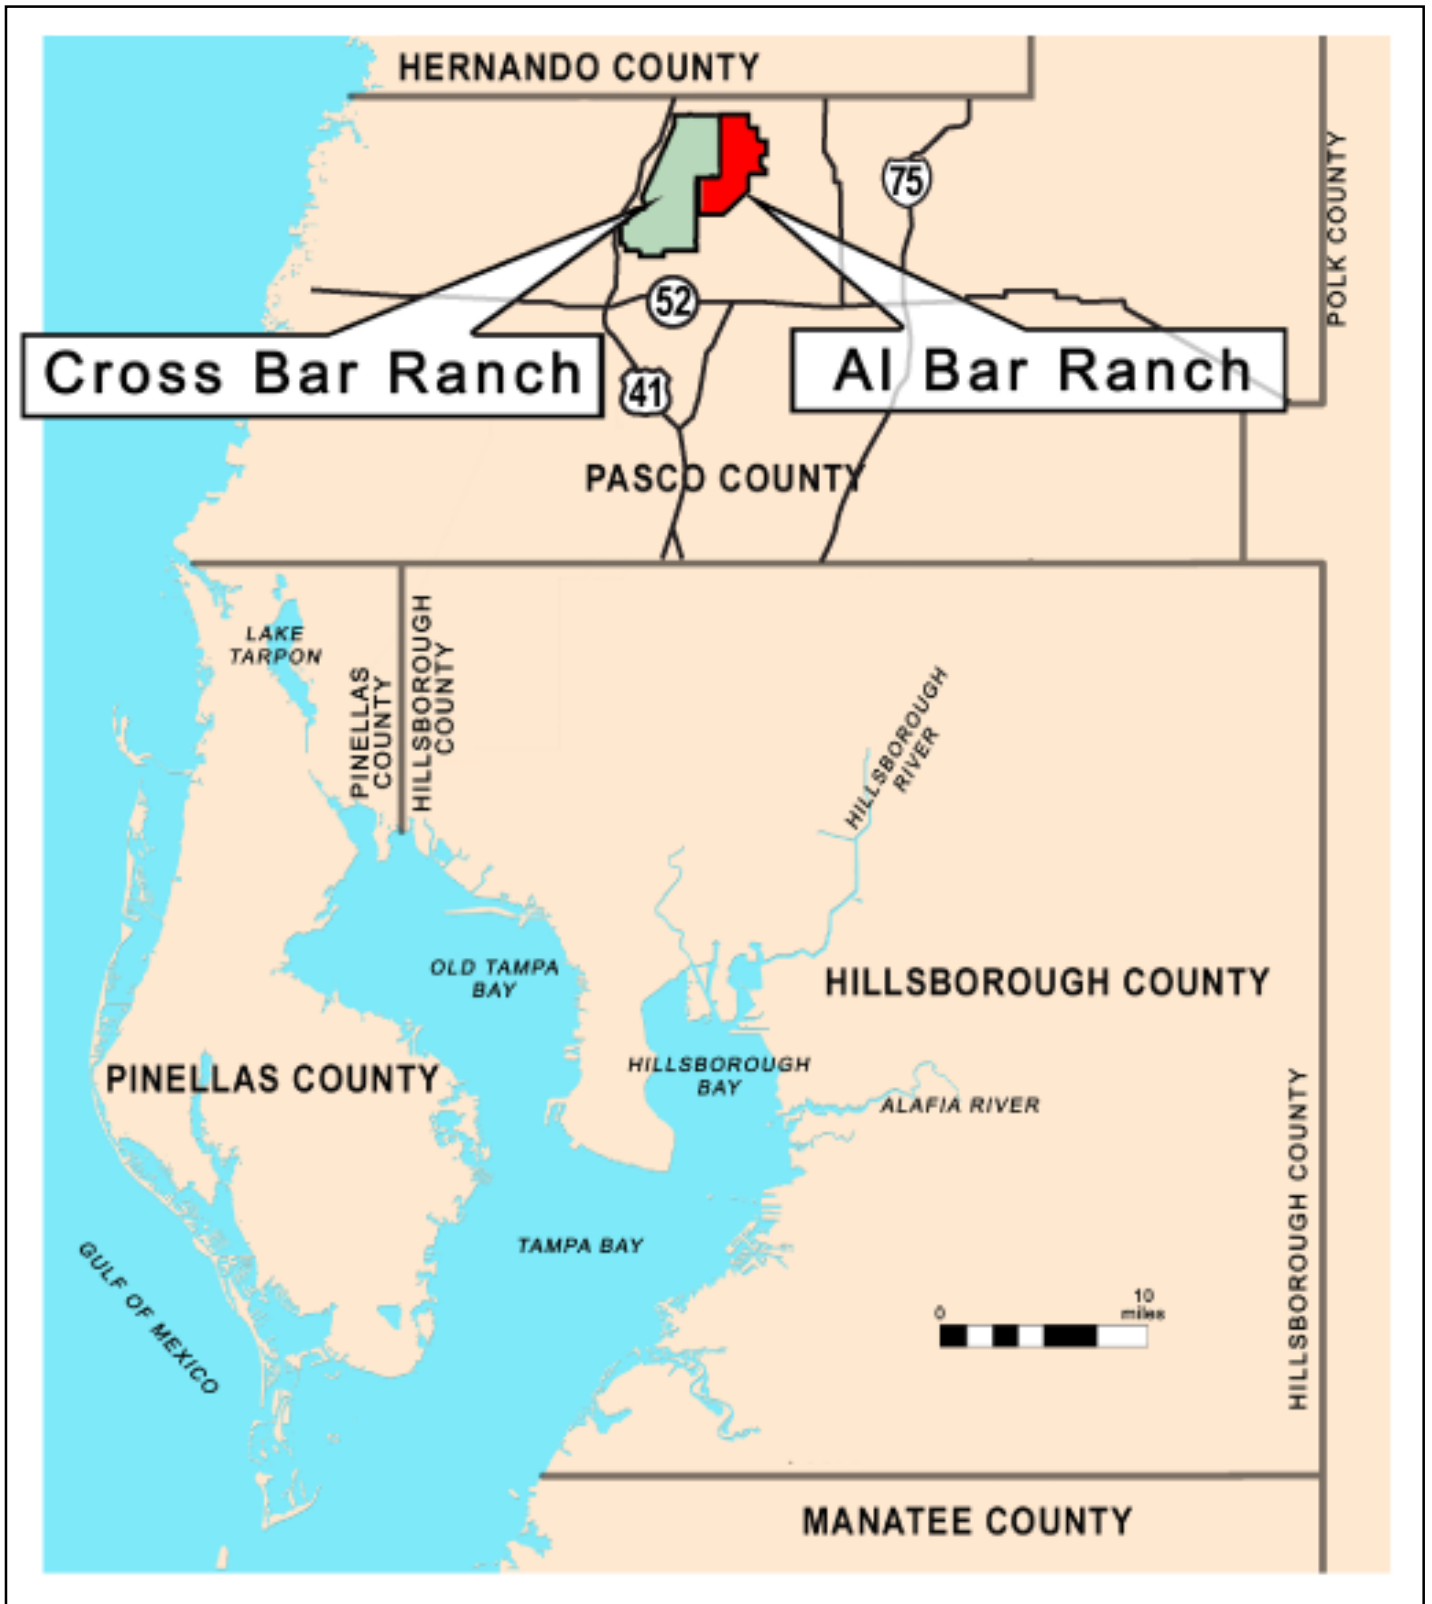 HERNANDO COUNTY
75
POLK COUNTY
52
Cross Bar Ranch
Al Bar Ranch
41
PASCO COUNTY
LAKE
TARPON
PINELLAS
COUNTY
HILLSBOROUGH
COUNTY
HILLSBOROUGH
RIVER
OLD TAMPA
BAY
HILLSBOROUGH COUNTY
HILLSBOROUGH
BAY
PINELLAS COUNTY
ALAFIA RIVER
HILLSBOROUGH COUNTY
TAMPA BAY
GULF OF MEXICO
0
10
miles
MANATEE COUNTY